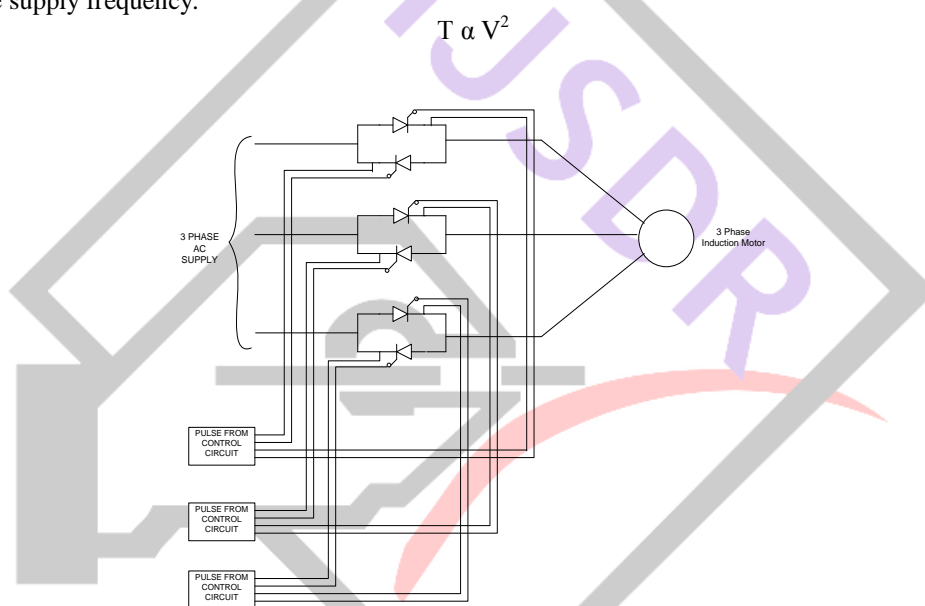 e supply frequency.
T α V²
IJSDR
3 PHASE
AC
SUPPLY
3 Phase
Induction Motor
PULSE FROM
CONTROL
CIRCUIT
PULSE FROM
CONTROL
CIRCUIT
PULSE FROM
CONTROL
CIRCUIT